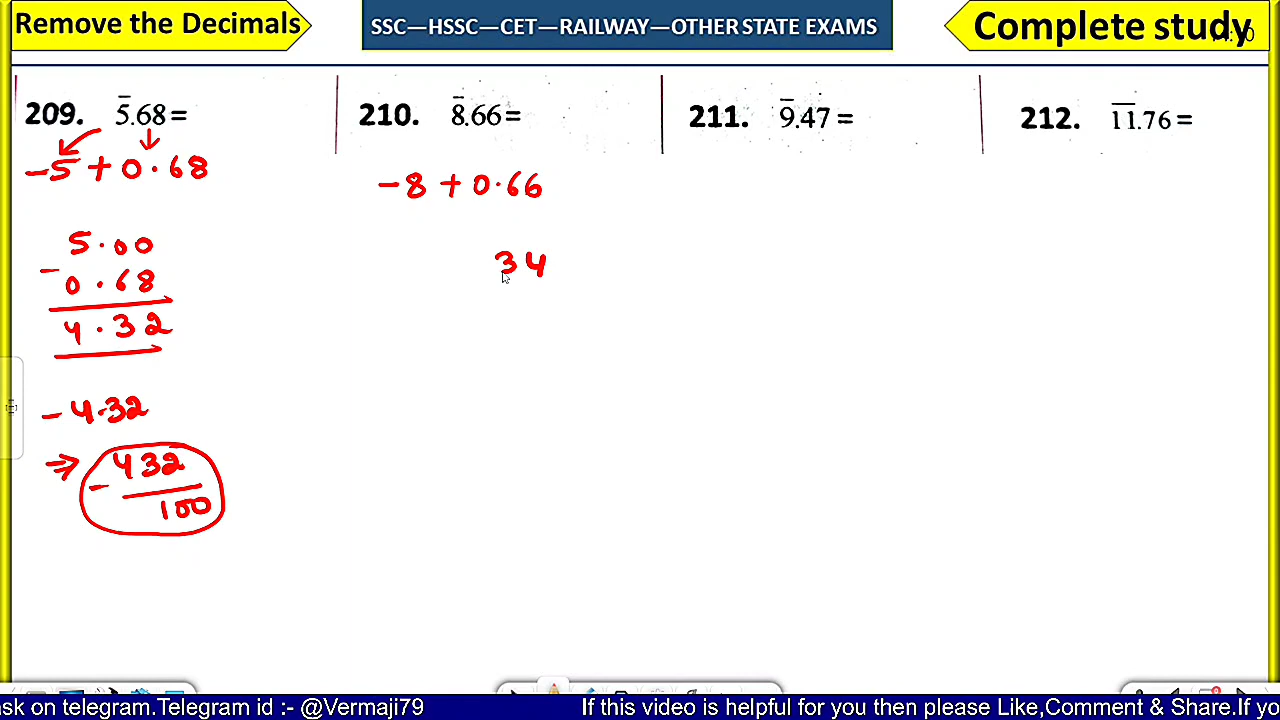 Remove the Decimals
SSC—HSSC—CET—RAILWAY—OTHER STATE EXAMS
Complete study
209. 5̅.68=
210. 8̅.66=
211. 9̅.47=
212. 1̅1̅.76=
-5+0.68
-8+0.66
5.00
-0.68
4.32
34
-4.32
⇒ -432/100
ask on telegram.Telegram id :- @Vermaji79
If this video is helpful for you then please Like,Comment & Share.If yo